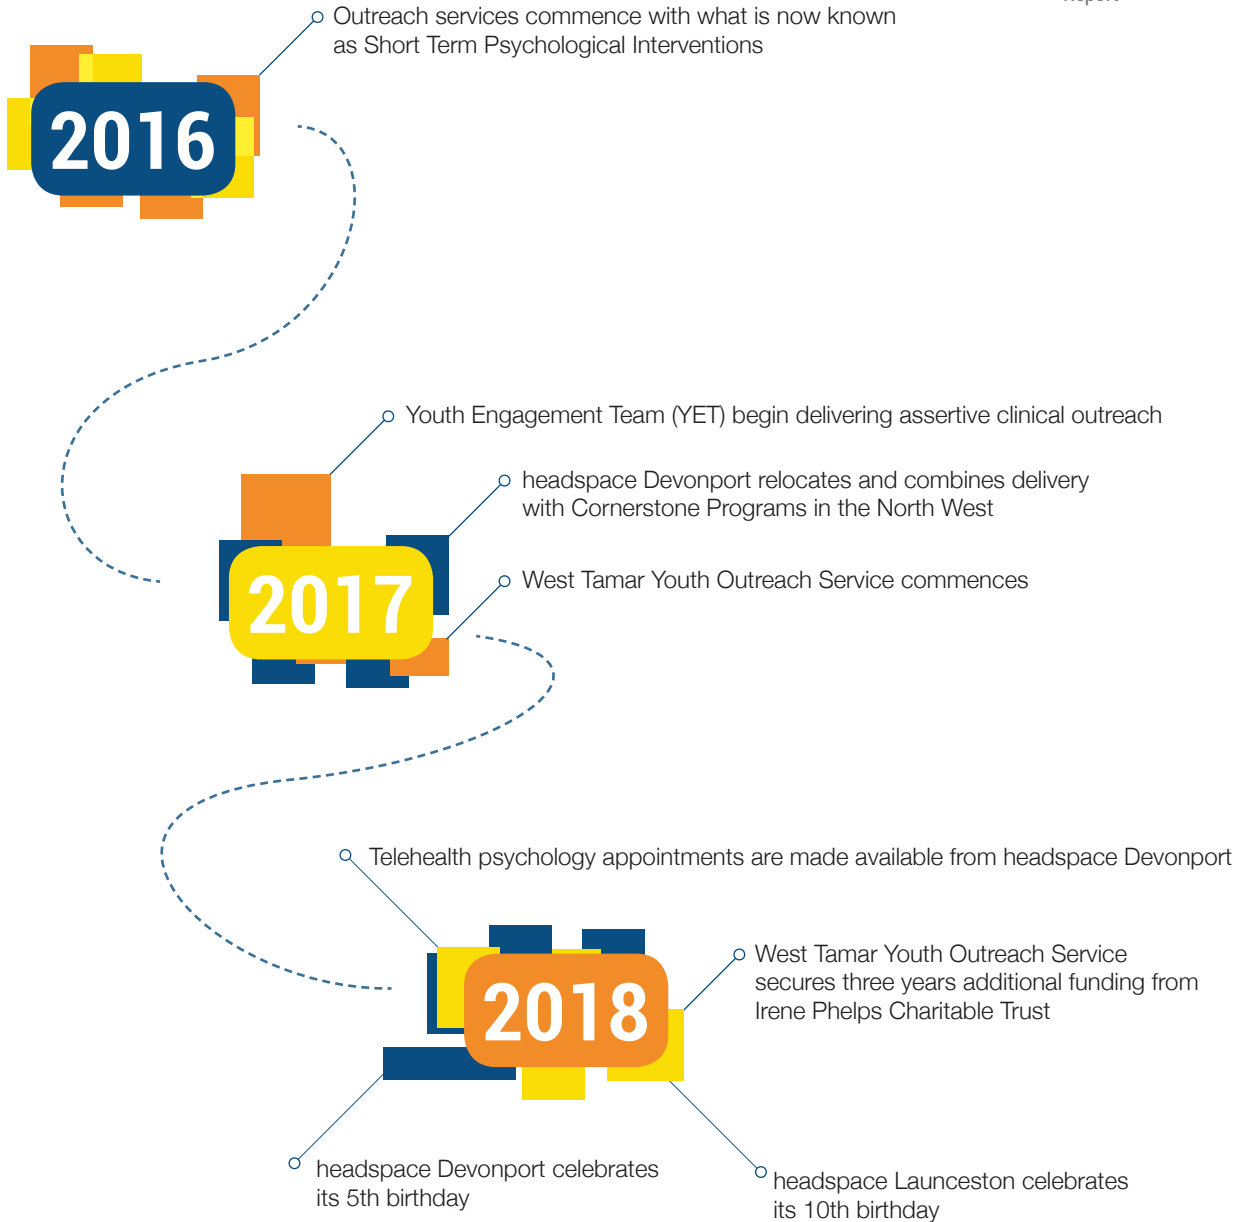 Report
Outreach services commence with what is now known
as Short Term Psychological Interventions
2016
Youth Engagement Team (YET) begin delivering assertive clinical outreach
headspace Devonport relocates and combines delivery
with Cornerstone Programs in the North West
2017
West Tamar Youth Outreach Service commences
Telehealth psychology appointments are made available from headspace Devonport
2018
West Tamar Youth Outreach Service
secures three years additional funding from
Irene Phelps Charitable Trust
headspace Devonport celebrates
its 5th birthday
headspace Launceston celebrates
its 10th birthday